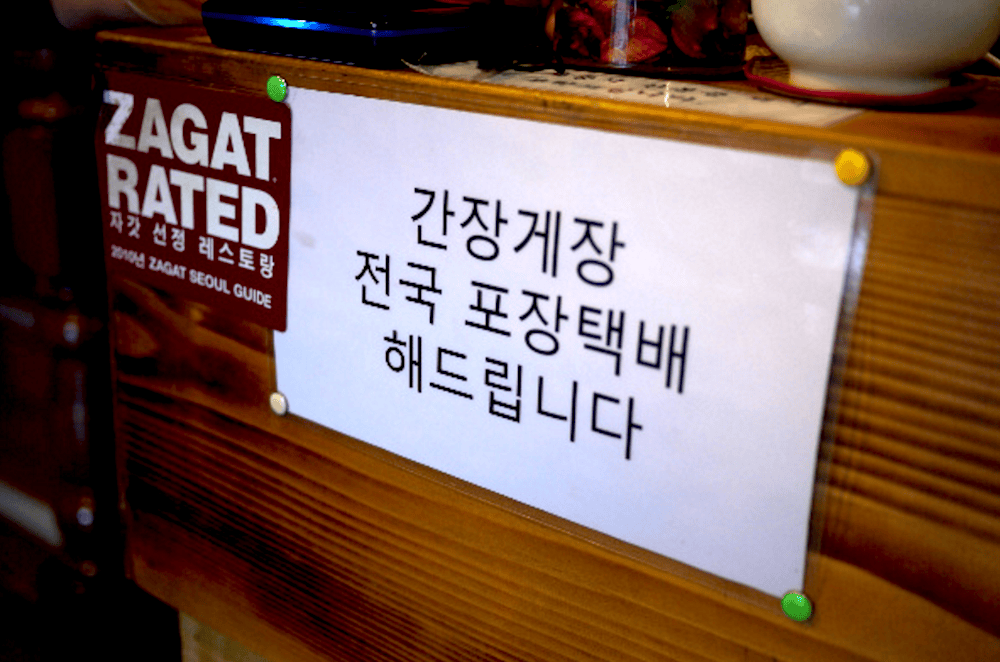 ZAGAT
RATED
자갓 선정 레스토랑
2010년 ZAGAT SEOUL GUIDE
간장게장
전국 포장택배
해드립니다